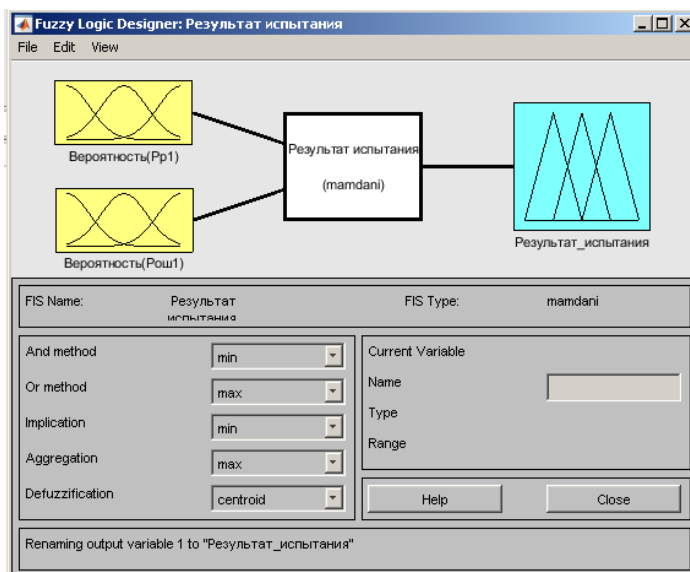 Fuzzy Logic Designer: Результат испытания
File Edit View
Вероятность(Рр1)
Результат испытания
(mamdani)
Вероятность(Рош1)
Результат_испытания
FIS Name: Результат испытания FIS Type: mamdani
And method min
Or method max
Implication min
Aggregation max
Defuzzification centroid
Current Variable
Name
Type
Range
Help Close
Renaming output variable 1 to "Результат_испытания"